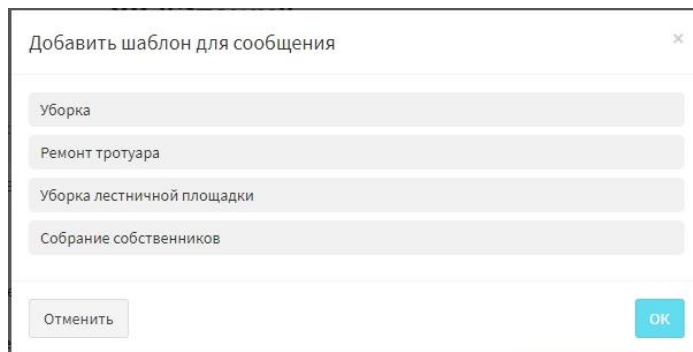 Добавить шаблон для сообщения
×
Уборка
Ремонт тротуара
Уборка лестничной площадки
Собрание собственников
Отменить
ОК